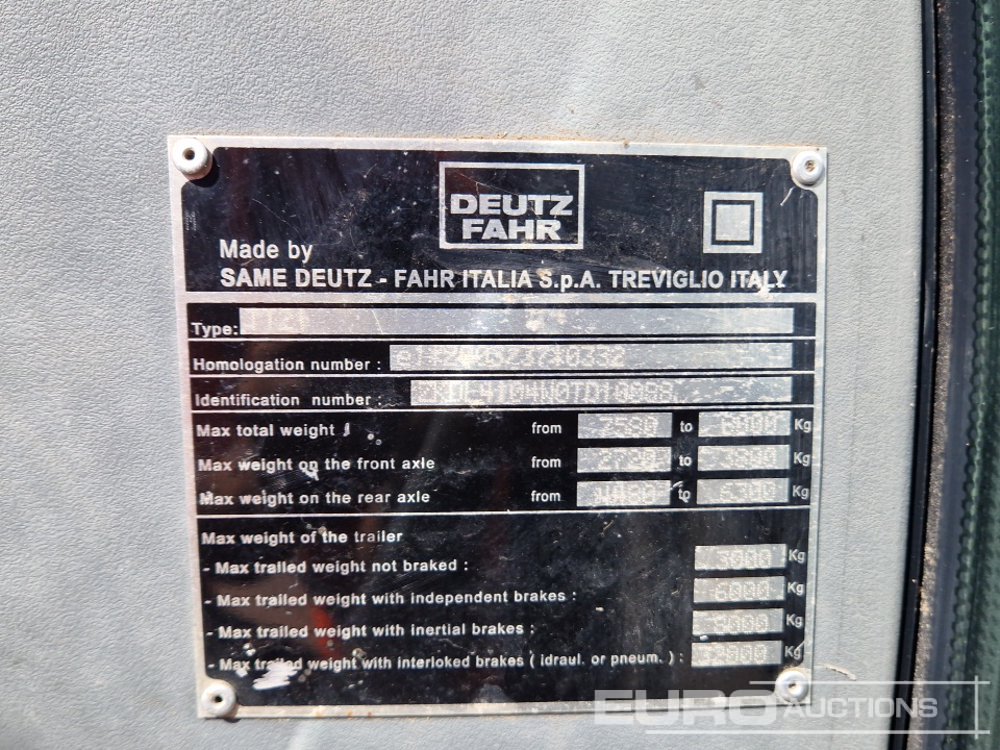 DEUTZ
FAHR
Made by
SAME DEUTZ - FAHR ITALIA S.p.A. TREVIGLIO ITALY
Type:
Homologation number :
Identification number :
Max total weight from to Kg
Max weight on the front axle from to Kg
Max weight on the rear axle from to 6300 Kg
Max weight of the trailer
- Max trailed weight not braked : 3000 Kg
- Max trailed weight with independent brakes : 6000 Kg
- Max trailed weight with inertial brakes : 8000 Kg
- Max trailed weight with interloked brakes ( idraul. or pneum. ) : Kg
EURO AUCTIONS